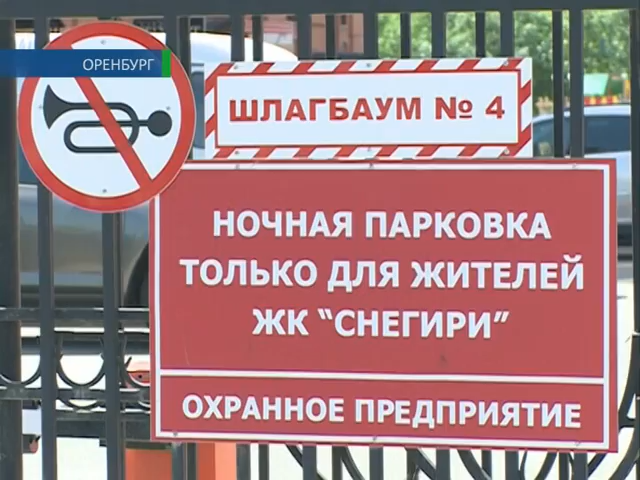 ОРЕНБУРГ
ШЛАГБАУМ № 4
НОЧНАЯ ПАРКОВКА
ТОЛЬКО ДЛЯ ЖИТЕЛЕЙ
ЖК “СНЕГИРИ”
ОХРАННОЕ ПРЕДПРИЯТИЕ